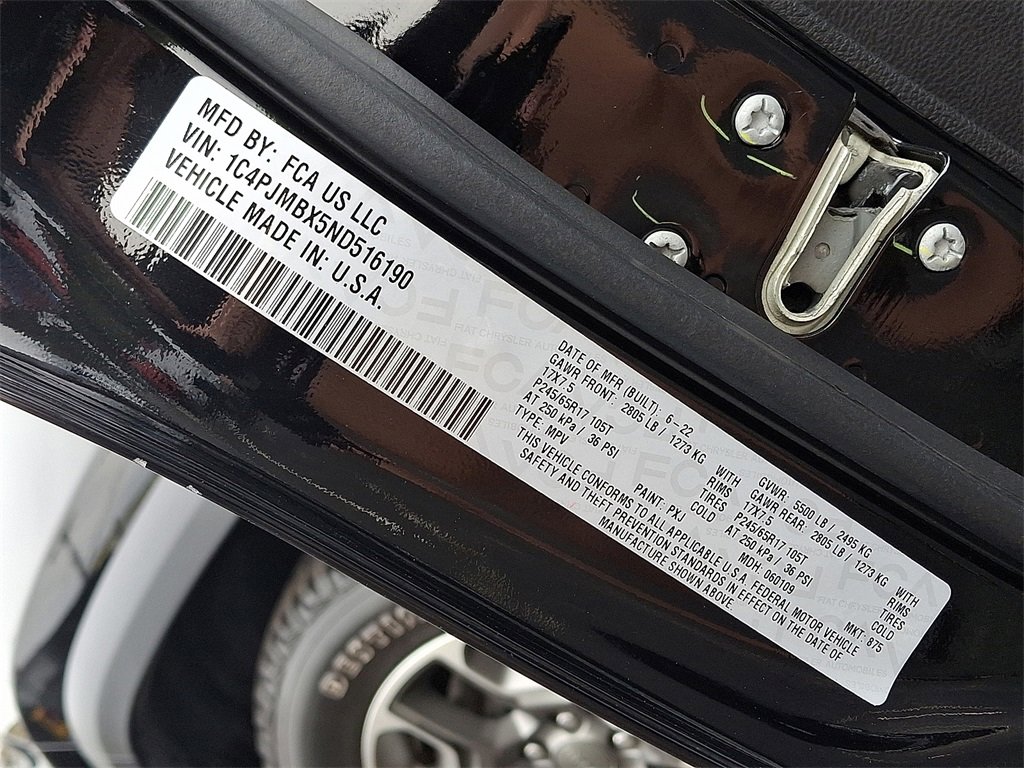 MFD BY: FCA US LLC
VIN: 1C4PJMBX5ND516190
VEHICLE MADE IN: U.S.A.
DATE OF MFR (BUILT): 6-22 GVWR: 5500 LB / 2495 KG
GAWR FRONT: 2805 LB / 1273 KG WITH GAWR REAR: 2805 LB / 1273 KG WITH
17X7.5 RIMS 17X7.5 RIMS
P245/65R17 105T TIRES P245/65R17 105T TIRES
AT 250 kPa / 36 PSI COLD AT 250 kPa / 36 PSI COLD
TYPE: MPV PAINT: PXJ MDH: 060109 MKT: 875
THIS VEHICLE CONFORMS TO ALL APPLICABLE U.S.A. FEDERAL MOTOR VEHICLE
SAFETY AND THEFT PREVENTION STANDARDS IN EFFECT ON THE DATE OF
MANUFACTURE SHOWN ABOVE.
FCA
FIAT CHRYSLER AUTOMOBILES